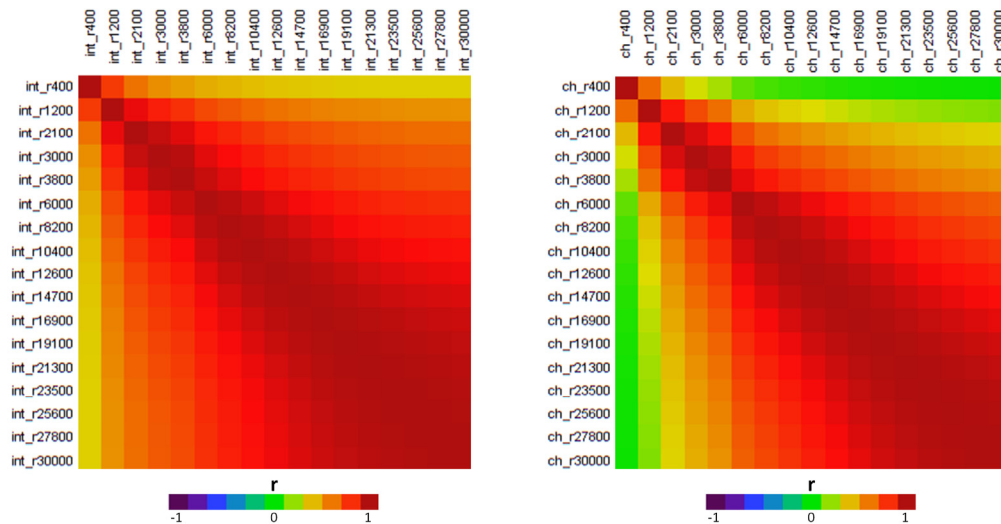 int_r400
int_r1200
int_r2100
int_r3000
int_r3800
int_r6000
int_r8200
int_r10400
int_r12600
int_r14700
int_r16900
int_r19100
int_r21300
int_r23500
int_r25600
int_r27800
int_r30000
int_r400
int_r1200
int_r2100
int_r3000
int_r3800
int_r6000
int_r8200
int_r10400
int_r12600
int_r14700
int_r16900
int_r19100
int_r21300
int_r23500
int_r25600
int_r27800
int_r30000
r
-1 0 1
ch_r400
ch_r1200
ch_r2100
ch_r30000
ch_r3800
ch_r6000
ch_r6200
ch_r10400
ch_r12600
ch_r14700
ch_r16900
ch_r19100
ch_r21300
ch_r23500
ch_r25600
ch_r27800
ch_r30000
ch_r400
ch_r1200
ch_r2100
ch_r3000
ch_r3800
ch_r6000
ch_r8200
ch_r10400
ch_r12600
ch_r14700
ch_r16900
ch_r19100
ch_r21300
ch_r23500
ch_r25600
ch_r27800
ch_r30000
r
-1 0 1